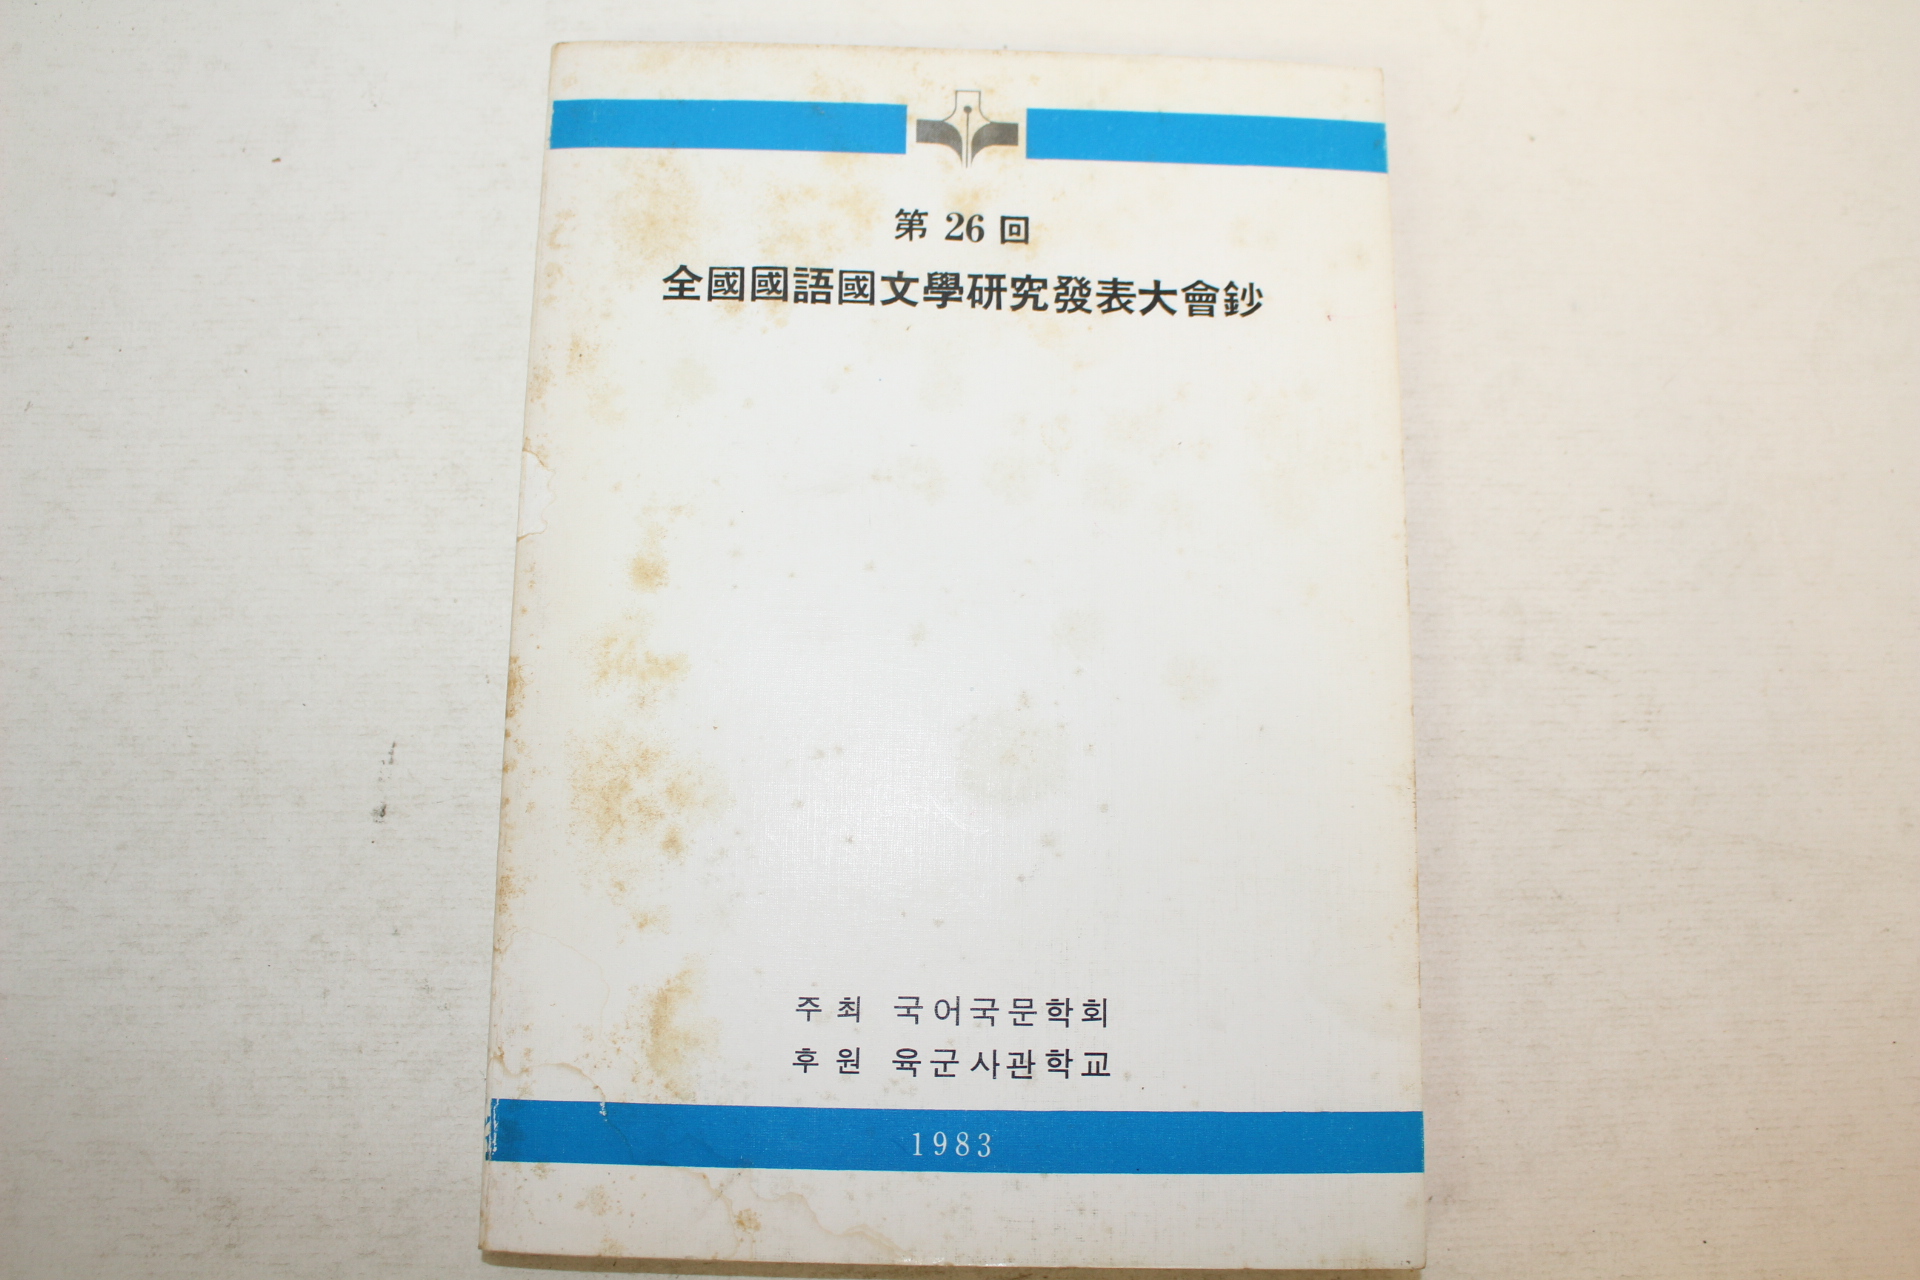 第 26 回
全國國語國文學硏究發表大會鈔
주최 국어국문학회
후원 육군사관학교
1983